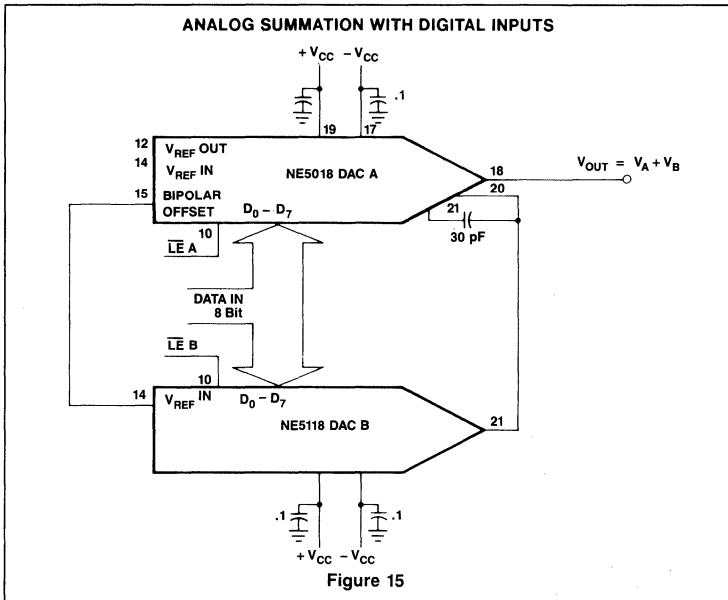 ANALOG SUMMATION WITH DIGITAL INPUTS
+ VCC − VCC
.1
19 17
12 VREF OUT
14 VREF IN
NE5018 DAC A
18 VOUT = VA + VB
15 BIPOLAR OFFSET
D0 – D7
20
21
30 pF
10
LE A
DATA IN
8 Bit
LE B
10
14 VREF IN
D0 – D7
NE5118 DAC B
21
.1 .1
+ VCC − VCC
Figure 15